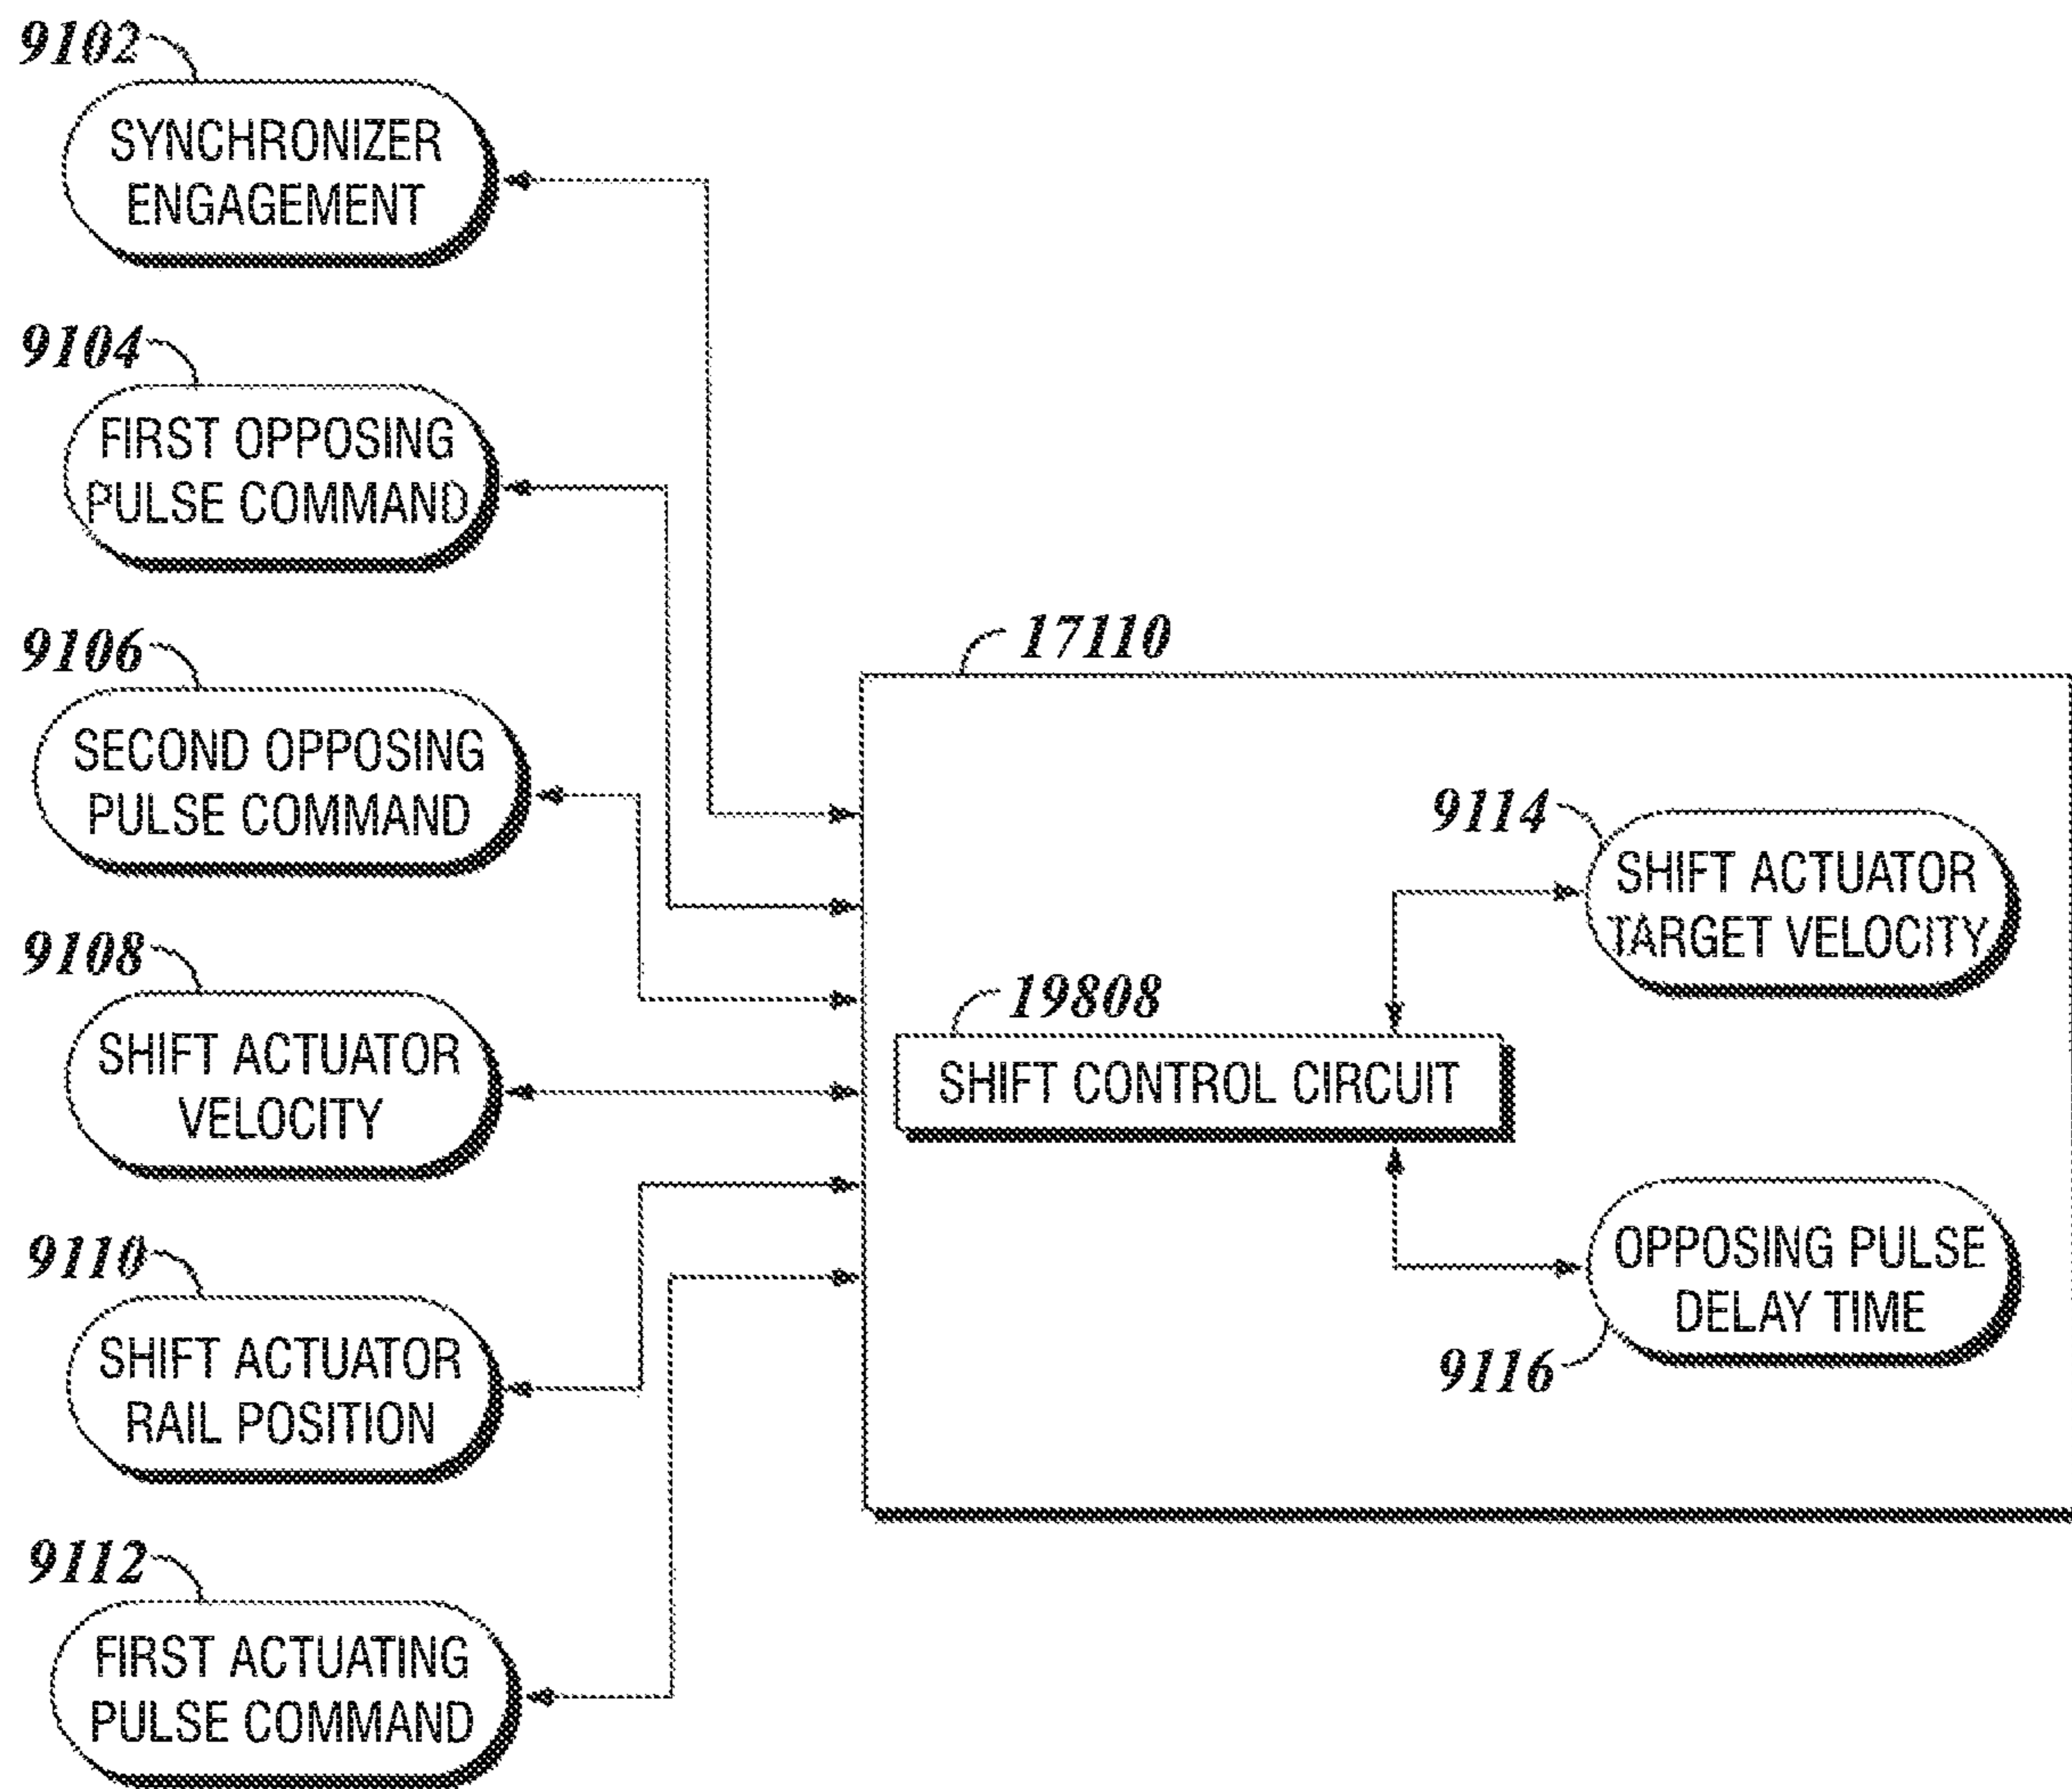 9102
SYNCHRONIZER
ENGAGEMENT
9104
FIRST OPPOSING
PULSE COMMAND
9106
SECOND OPPOSING
PULSE COMMAND
9108
SHIFT ACTUATOR
VELOCITY
9110
SHIFT ACTUATOR
RAIL POSITION
9112
FIRST ACTUATING
PULSE COMMAND
17110
9114
SHIFT ACTUATOR
TARGET VELOCITY
19808
SHIFT CONTROL CIRCUIT
OPPOSING PULSE
DELAY TIME
9116